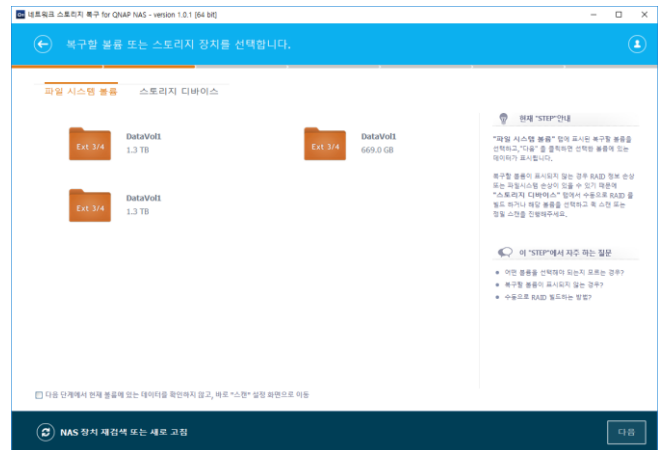 네트워크 스토리지 복구 for QNAP NAS - version 1.0.1 [64 bit]
복구할 볼륨 또는 스토리지 장치를 선택합니다.
파일 시스템 볼륨
스토리지 디바이스
Ext 3/4
DataVol1
1.3 TB
Ext 3/4
DataVol1
669.0 GB
Ext 3/4
DataVol1
1.3 TB
현재 "STEP"안내
"파일 시스템 볼륨" 탭에 표시된 복구할 볼륨을
선택하고,"다음" 을 클릭하면 선택된 볼륨에 있는
데이터가 표시됩니다.
복구할 볼륨이 표시되지 않는 경우 RAID 정보 손상
또는 파일시스템 손상이 있을 수 있기 때문에
"스토리지 디바이스" 탭에서 수동으로 RAID 를
빌드 하거나 해당 볼륨을 선택하고 퀵 스캔 또는
정밀 스캔을 진행해주세요.
이 "STEP"에서 자주 하는 질문
어떤 볼륨을 선택해야 되는지 모르는 경우?
복구할 볼륨이 표시되지 않는 경우?
수동으로 RAID 빌드하는 방법?
다음 단계에서 현재 볼륨에 있는 데이터를 확인하지 않고, 바로 "스캔" 설정 화면으로 이동
NAS 장치 재검색 또는 새로 고침
다음